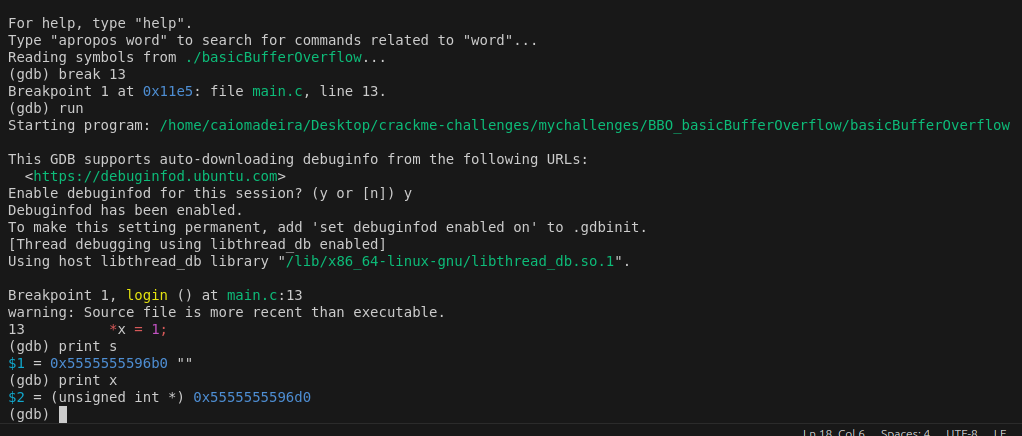 For help, type "help".
Type "apropos word" to search for commands related to "word"...
Reading symbols from ./basicBufferOverflow...
(gdb) break 13
Breakpoint 1 at 0x11e5: file main.c, line 13.
(gdb) run
Starting program: /home/caiomadeira/Desktop/crackme-challenges/mychallenges/BBO_basicBufferOverflow/basicBufferOverflow

This GDB supports auto-downloading debuginfo from the following URLs:
  <https://debuginfod.ubuntu.com>
Enable debuginfod for this session? (y or [n]) y
Debuginfod has been enabled.
To make this setting permanent, add 'set debuginfod enabled on' to .gdbinit.
[Thread debugging using libthread_db enabled]
Using host libthread_db library "/lib/x86_64-linux-gnu/libthread_db.so.1".

Breakpoint 1, login () at main.c:13
warning: Source file is more recent than executable.
13          *x = 1;
(gdb) print s
$1 = 0x5555555596b0 ""
(gdb) print x
$2 = (unsigned int *) 0x5555555596d0
(gdb)
Ln 18, Col 6 Spaces: 4 UTF-8 LF